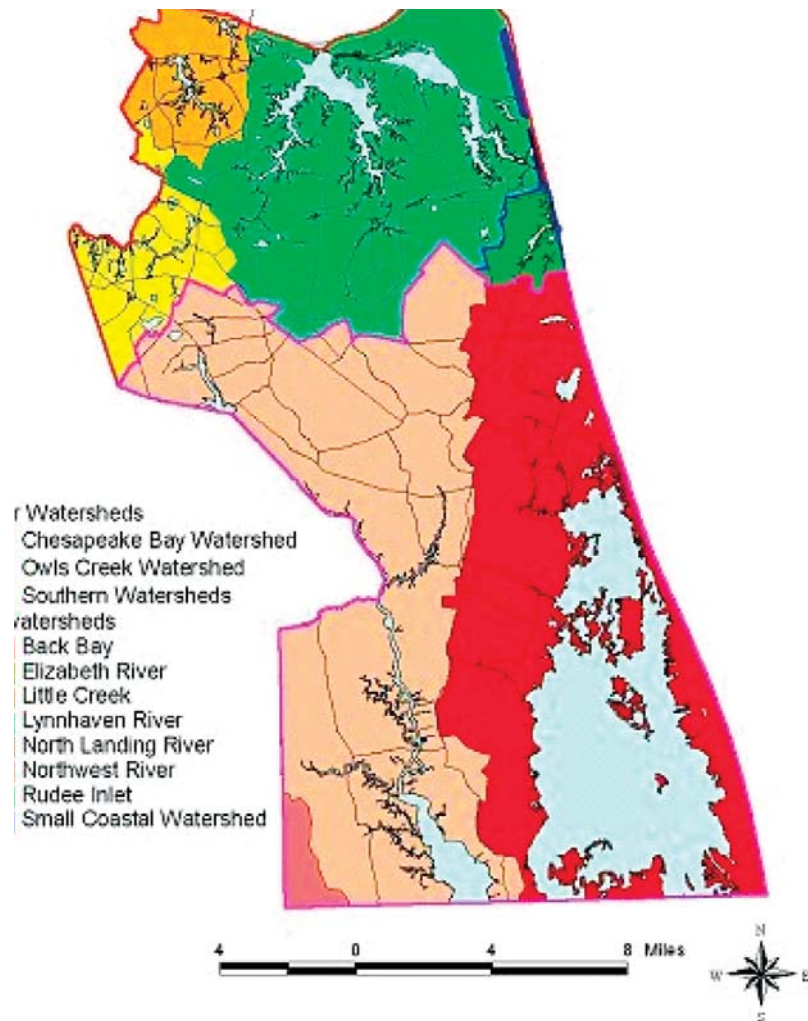 r Watersheds
Chesapeake Bay Watershed
Owls Creek Watershed
Southern Watersheds
watersheds
Back Bay
Elizabeth River
Little Creek
Lynnhaven River
North Landing River
Northwest River
Rudee Inlet
Small Coastal Watershed
4 0 4 8 Miles
N
W E
S